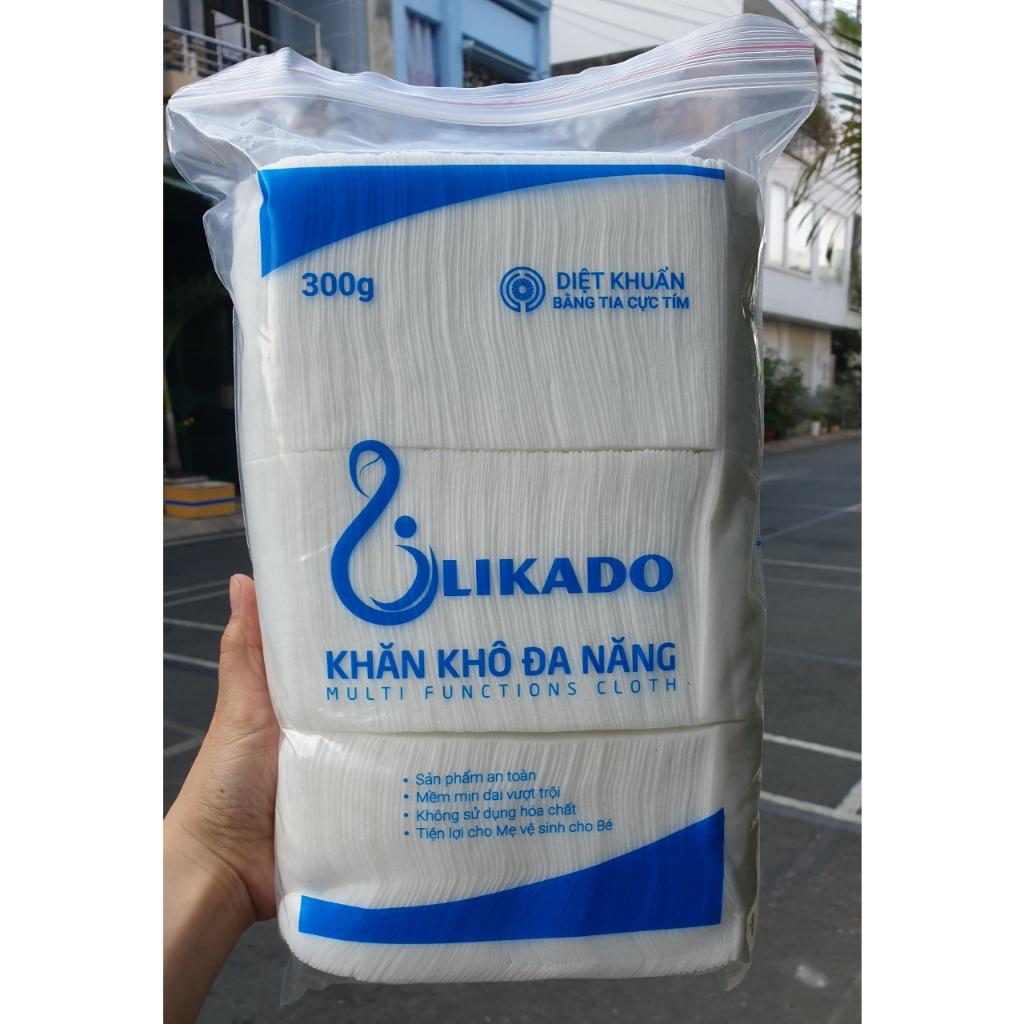 300g
DIỆT KHUẨN
BẰNG TIA CỰC TÍM
LIKADO
KHĂN KHÔ ĐA NĂNG
MULTI FUNCTIONS CLOTH
• Sản phẩm an toàn
• Mềm mịn dai vượt trội
• Không sử dụng hóa chất
• Tiện lợi cho Mẹ vệ sinh cho Bé